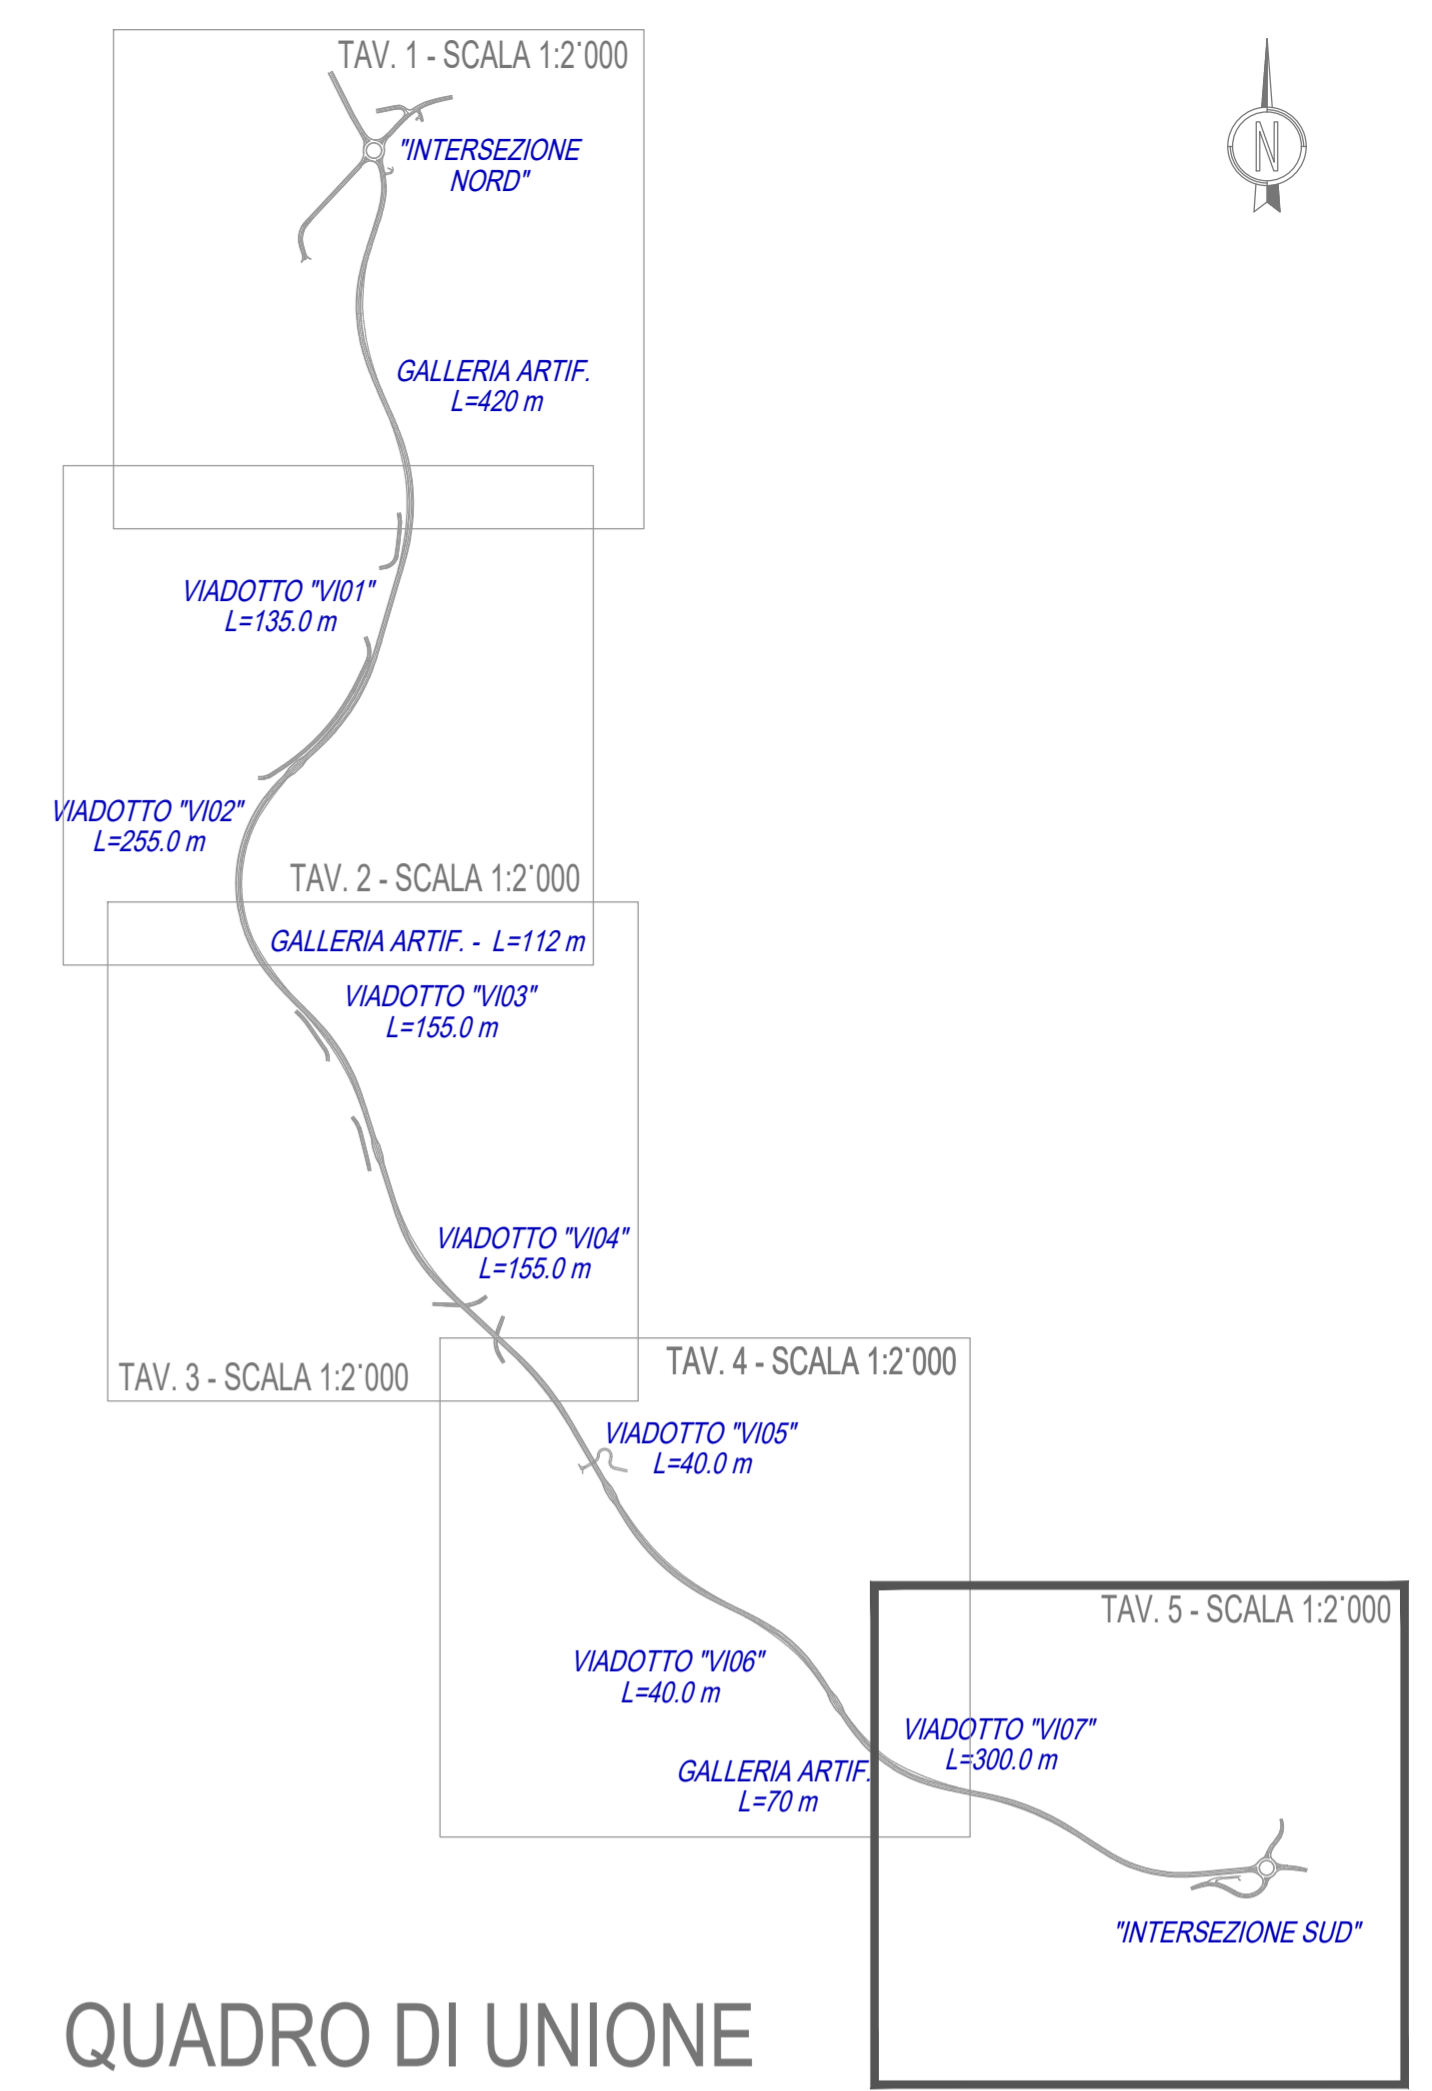 TAV. 1 - SCALA 1:2˙000
N
"INTERSEZIONE
NORD"
GALLERIA ARTIF.
L=420 m
VIADOTTO "VI01"
L=135.0 m
VIADOTTO "VI02"
L=255.0 m
TAV. 2 - SCALA 1:2˙000
GALLERIA ARTIF. - L=112 m
VIADOTTO "VI03"
L=155.0 m
VIADOTTO "VI04"
L=155.0 m
TAV. 3 - SCALA 1:2˙000
TAV. 4 - SCALA 1:2˙000
VIADOTTO "VI05"
L=40.0 m
TAV. 5 - SCALA 1:2˙000
VIADOTTO "VI06"
L=40.0 m
VIADOTTO "VI07"
L=300.0 m
GALLERIA ARTIF.
L=70 m
"INTERSEZIONE SUD"
QUADRO DI UNIONE